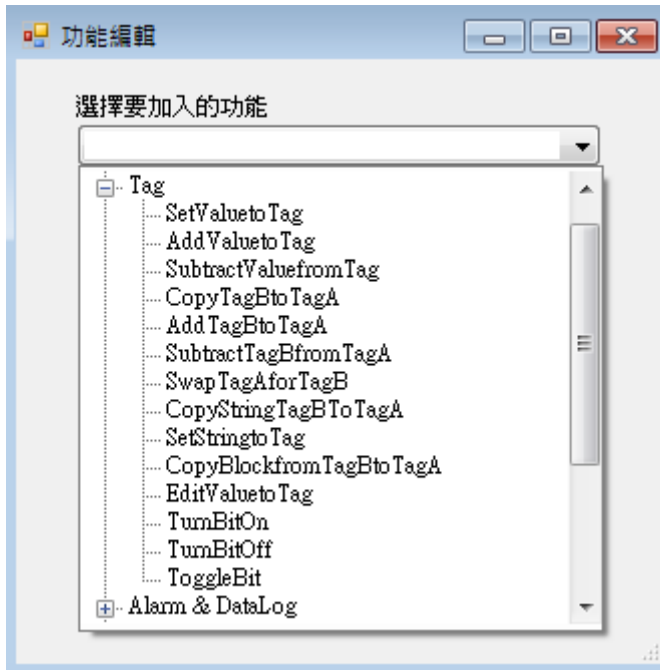 功能編輯
選擇要加入的功能
Tag
SetValuetoTag
AddValuetoTag
SubtractValuefromTag
CopyTagBtoTagA
AddTagBtoTagA
SubtractTagBfromTagA
SwapTagAforTagB
CopyStringTagBToTagA
SetStringtoTag
CopyBlockfromTagBtoTagA
EditValuetoTag
TurnBitOn
TurnBitOff
ToggleBit
Alarm & DataLog